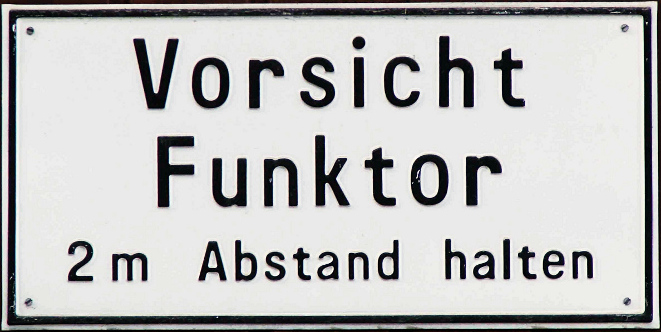 Vorsicht
Funktor
2 m Abstand halten